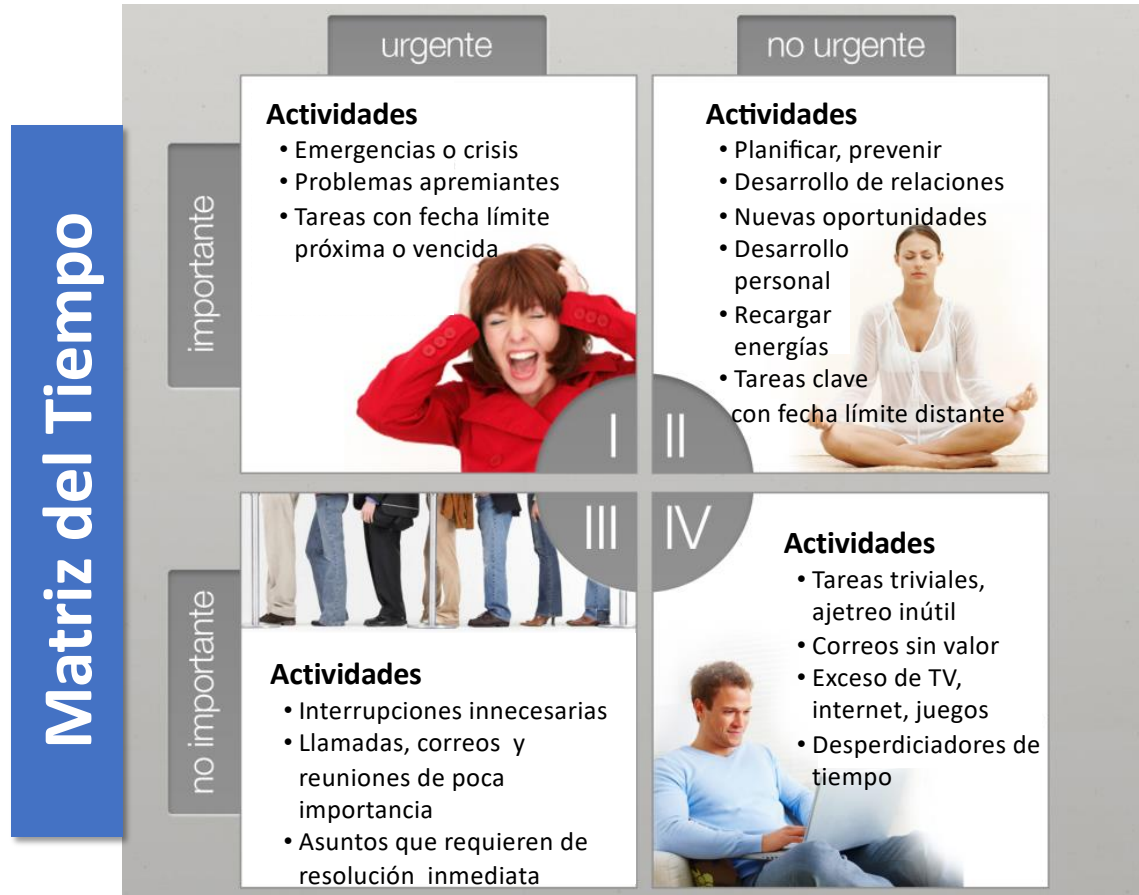 Matriz del Tiempo
urgente
no urgente
importante
Actividades
• Emergencias o crisis
• Problemas apremiantes
• Tareas con fecha límite
próxima o vencida
I
Actividades
• Planificar, prevenir
• Desarrollo de relaciones
• Nuevas oportunidades
• Desarrollo
personal
• Recargar
energías
• Tareas clave
con fecha límite distante
II
no importante
III
Actividades
• Interrupciones innecesarias
• Llamadas, correos y
reuniones de poca
importancia
• Asuntos que requieren de
resolución inmediata
IV
Actividades
• Tareas triviales,
ajetreo inútil
• Correos sin valor
• Exceso de TV,
internet, juegos
• Desperdiciadores de
tiempo